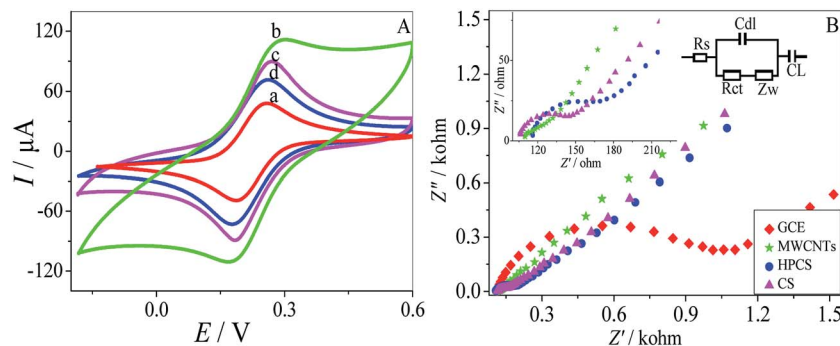 A
120
60
0
-60
-120
I / µA
b
c
d
a
0.0
0.3
0.6
E / V
B
1.5
1.2
0.9
0.6
0.3
0.0
Z'' / kohm
75
50
25
0
Z'' / ohm
120
150
180
210
Z' / ohm
Cdl
Rs
CL
Rct
Zw
GCE
MWCNTs
HPCS
CS
0.3
0.6
0.9
1.2
1.5
Z' / kohm